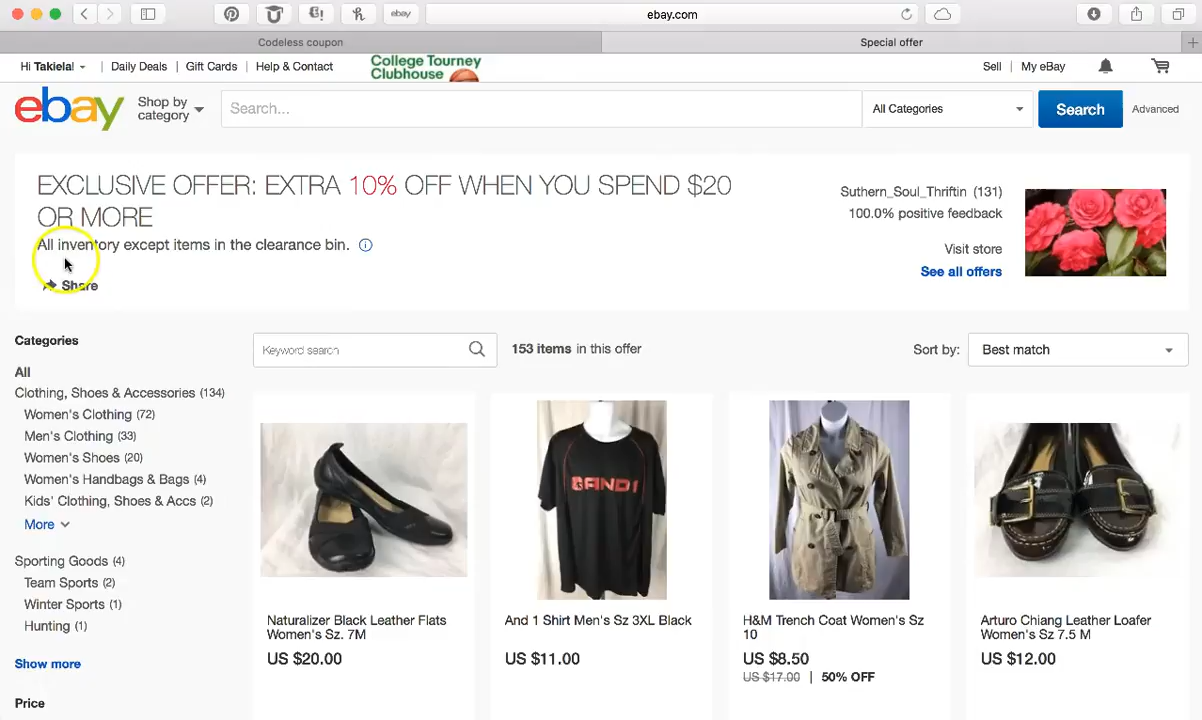 ebay
ebay.com
Codeless coupon
Special offer
Hi Takiela!
Daily Deals
Gift Cards
Help & Contact
College Tourney
Clubhouse
Sell
My eBay
ebay
Shop by
category
Search...
All Categories
Search
Advanced
EXCLUSIVE OFFER: EXTRA 10% OFF WHEN YOU SPEND $20
OR MORE
All inventory except items in the clearance bin.
Share
Suthern_Soul_Thriftin (131)
100.0% positive feedback
Visit store
See all offers
Categories
All
Clothing, Shoes & Accessories (134)
Women's Clothing (72)
Men's Clothing (33)
Women's Shoes (20)
Women's Handbags & Bags (4)
Kids' Clothing, Shoes & Accs (2)
More
Sporting Goods (4)
Team Sports (2)
Winter Sports (1)
Hunting (1)
Show more
Price
Keyword search
153 items in this offer
Sort by:
Best match
Naturalizer Black Leather Flats
Women's Sz. 7M
US $20.00
AND1
And 1 Shirt Men's Sz 3XL Black
US $11.00
H&M Trench Coat Women's Sz
10
US $8.50
US $17.00 | 50% OFF
Arturo Chiang Leather Loafer
Women's Sz 7.5 M
US $12.00